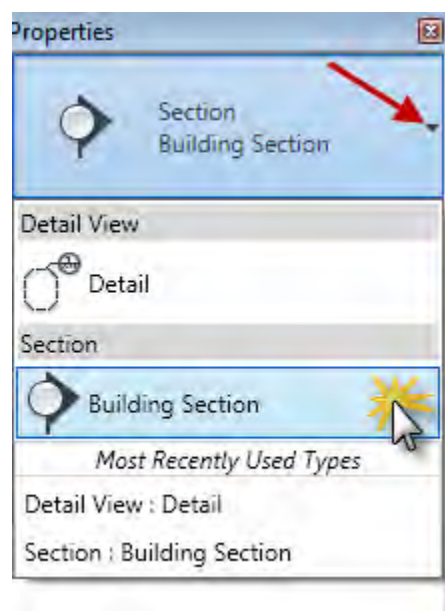 Properties
Section
Building Section
Detail View
Detail
Section
Building Section
Most Recently Used Types
Detail View : Detail
Section : Building Section